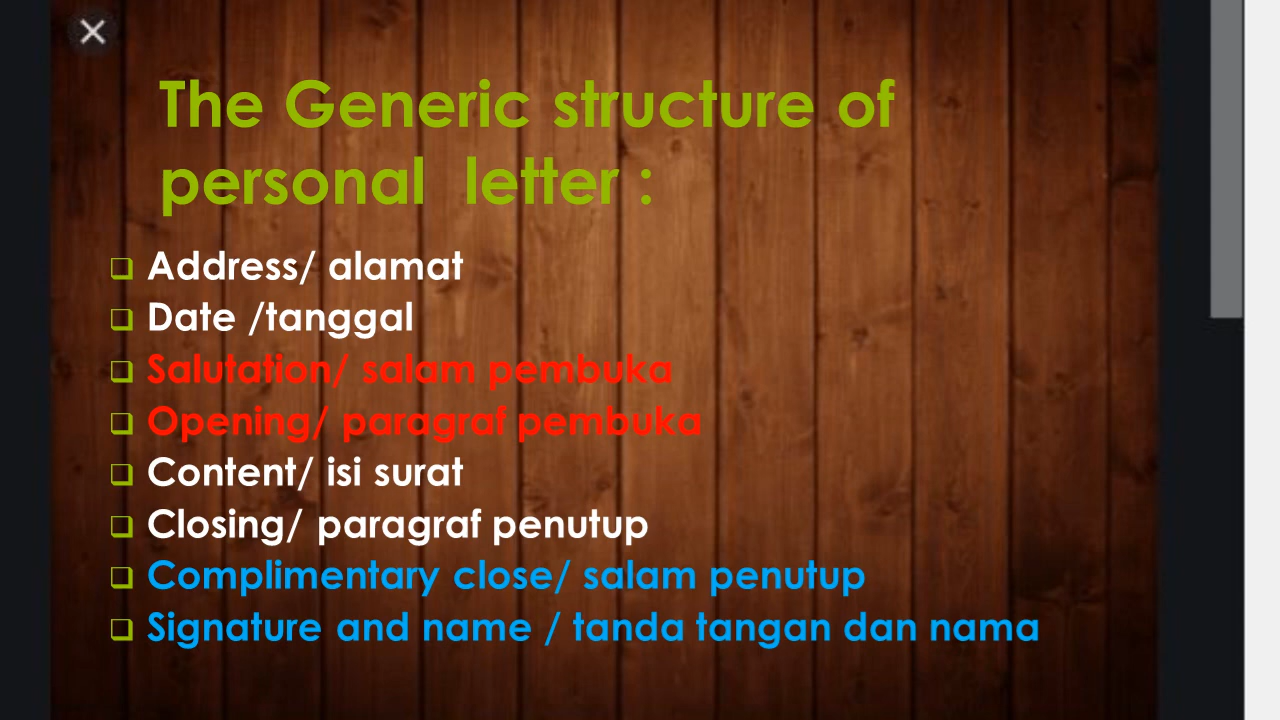 The Generic structure of
personal letter :
Address/ alamat
Date /tanggal
Salutation/ salam pembuka
Opening/ paragraf pembuka
Content/ isi surat
Closing/ paragraf penutup
Complimentary close/ salam penutup
Signature and name / tanda tangan dan nama